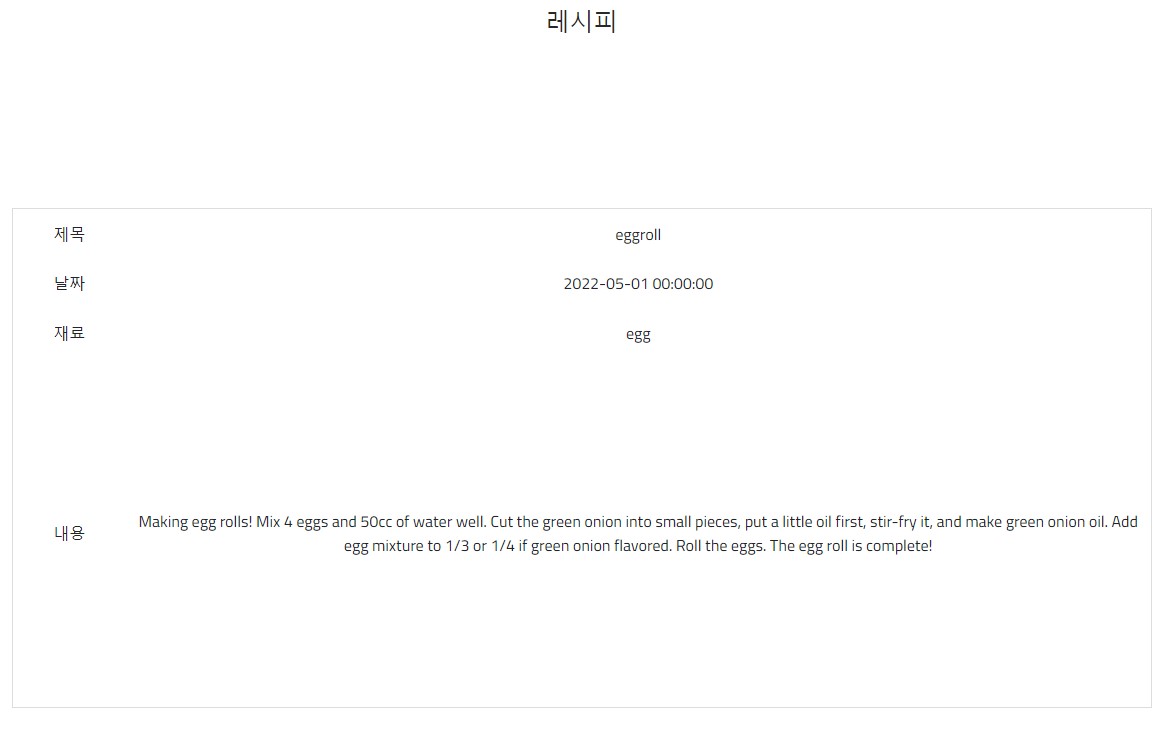 레시피
제목 eggroll
날짜 2022-05-01 00:00:00
재료 egg
내용 Making egg rolls! Mix 4 eggs and 50cc of water well. Cut the green onion into small pieces, put a little oil first, stir-fry it, and make green onion oil. Add
egg mixture to 1/3 or 1/4 if green onion flavored. Roll the eggs. The egg roll is complete!